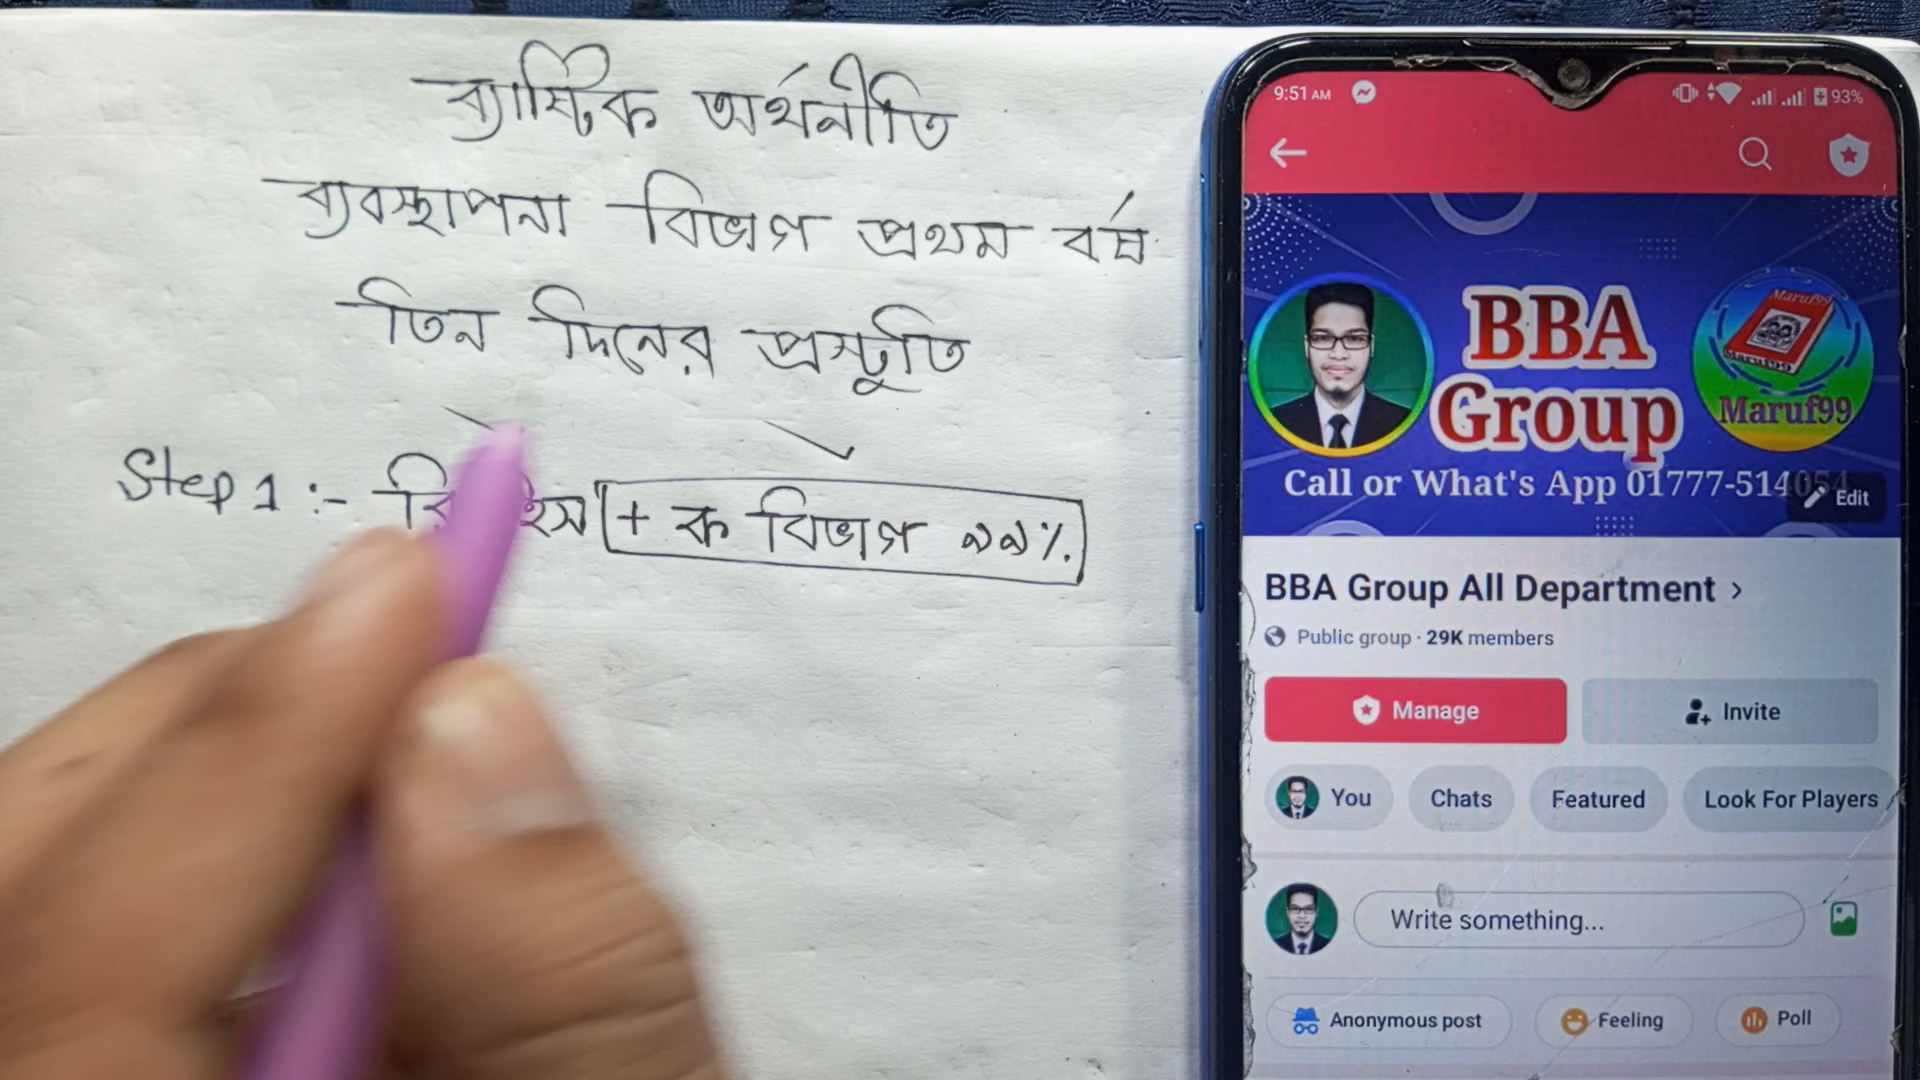 ব্যাষ্টিক অর্থনীতি
ব্যবস্থাপনা বিভাগ প্রথম বর্ষ
তিন দিনের প্রস্তুতি
Step 1 :-
+ ক বিভাগ ৯৯%.
9:51 AM
93%
BBA
Group
Maruf99
Maruf99
Maruf99
Call or What's App 01777-514054
Edit
BBA Group All Department >
Public group · 29K members
Manage
Invite
You
Chats
Featured
Look For Players
Write something...
Anonymous post
Feeling
Poll